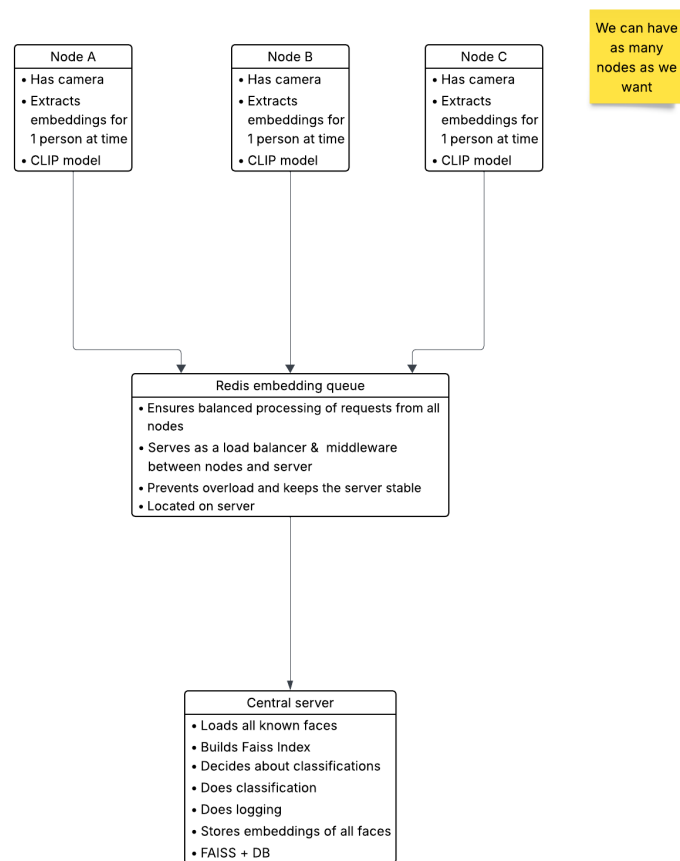 We can have
as many
nodes as we
want
Node A
• Has camera
• Extracts
embeddings for
1 person at time
• CLIP model
Node B
• Has camera
• Extracts
embeddings for
1 person at time
• CLIP model
Node C
• Has camera
• Extracts
embeddings for
1 person at time
• CLIP model
Redis embedding queue
• Ensures balanced processing of requests from all
nodes
• Serves as a load balancer & middleware
between nodes and server
• Prevents overload and keeps the server stable
• Located on server
Central server
• Loads all known faces
• Builds Faiss Index
• Decides about classifications
• Does classification
• Does logging
• Stores embeddings of all faces
• FAISS + DB